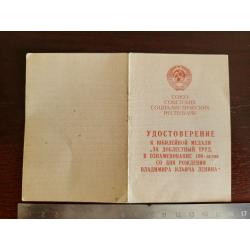 СОЮЗ
СОВЕТСКИХ
СОЦИАЛИСТИЧЕСКИХ
РЕСПУБЛИК
УДОСТОВЕРЕНИЕ
К ЮБИЛЕЙНОЙ МЕДАЛИ
„ЗА ДОБЛЕСТНЫЙ ТРУД.
В ОЗНАМЕНОВАНИЕ 100-летия
СО ДНЯ РОЖДЕНИЯ
ВЛАДИМИРА ИЛЬИЧА ЛЕНИНА“